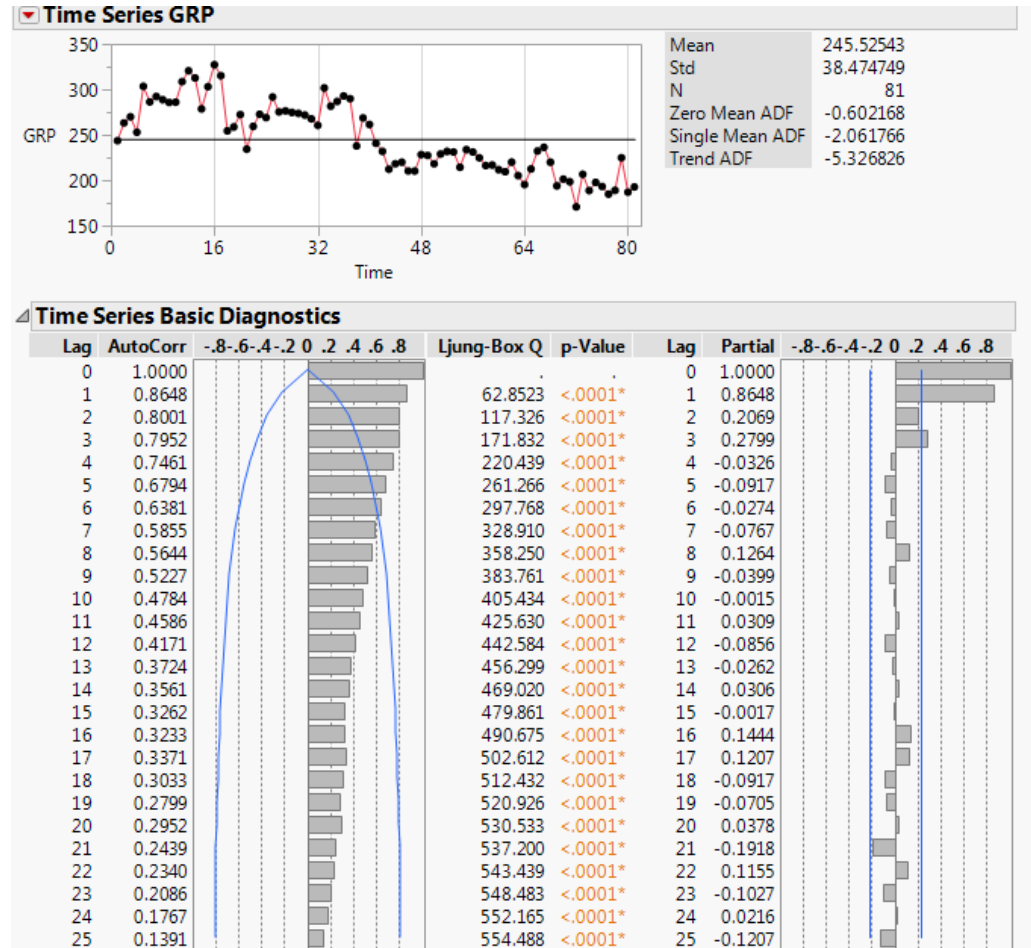 Time Series GRP
350
300
GRP 250
200
150
0 16 32 48 64 80
Time
Mean 245.52543
Std 38.474749
N 81
Zero Mean ADF -0.602168
Single Mean ADF -2.061766
Trend ADF -5.326826
Time Series Basic Diagnostics
Lag AutoCorr -.8-.6-.4-.2 0 .2 .4 .6 .8 Ljung-Box Q p-Value Lag Partial -.8-.6-.4-.2 0 .2 .4 .6 .8
0 1.0000 . . 0 1.0000
1 0.8648 62.8523 <.0001* 1 0.8648
2 0.8001 117.326 <.0001* 2 0.2069
3 0.7952 171.832 <.0001* 3 0.2799
4 0.7461 220.439 <.0001* 4 -0.0326
5 0.6794 261.266 <.0001* 5 -0.0917
6 0.6381 297.768 <.0001* 6 -0.0274
7 0.5855 328.910 <.0001* 7 -0.0767
8 0.5644 358.250 <.0001* 8 0.1264
9 0.5227 383.761 <.0001* 9 -0.0399
10 0.4784 405.434 <.0001* 10 -0.0015
11 0.4586 425.630 <.0001* 11 0.0309
12 0.4171 442.584 <.0001* 12 -0.0856
13 0.3724 456.299 <.0001* 13 -0.0262
14 0.3561 469.020 <.0001* 14 0.0306
15 0.3262 479.861 <.0001* 15 -0.0017
16 0.3233 490.675 <.0001* 16 0.1444
17 0.3371 502.612 <.0001* 17 0.1207
18 0.3033 512.432 <.0001* 18 -0.0917
19 0.2799 520.926 <.0001* 19 -0.0705
20 0.2952 530.533 <.0001* 20 0.0378
21 0.2439 537.200 <.0001* 21 -0.1918
22 0.2340 543.439 <.0001* 22 0.1155
23 0.2086 548.483 <.0001* 23 -0.1027
24 0.1767 552.165 <.0001* 24 0.0216
25 0.1391 554.488 <.0001* 25 -0.1207